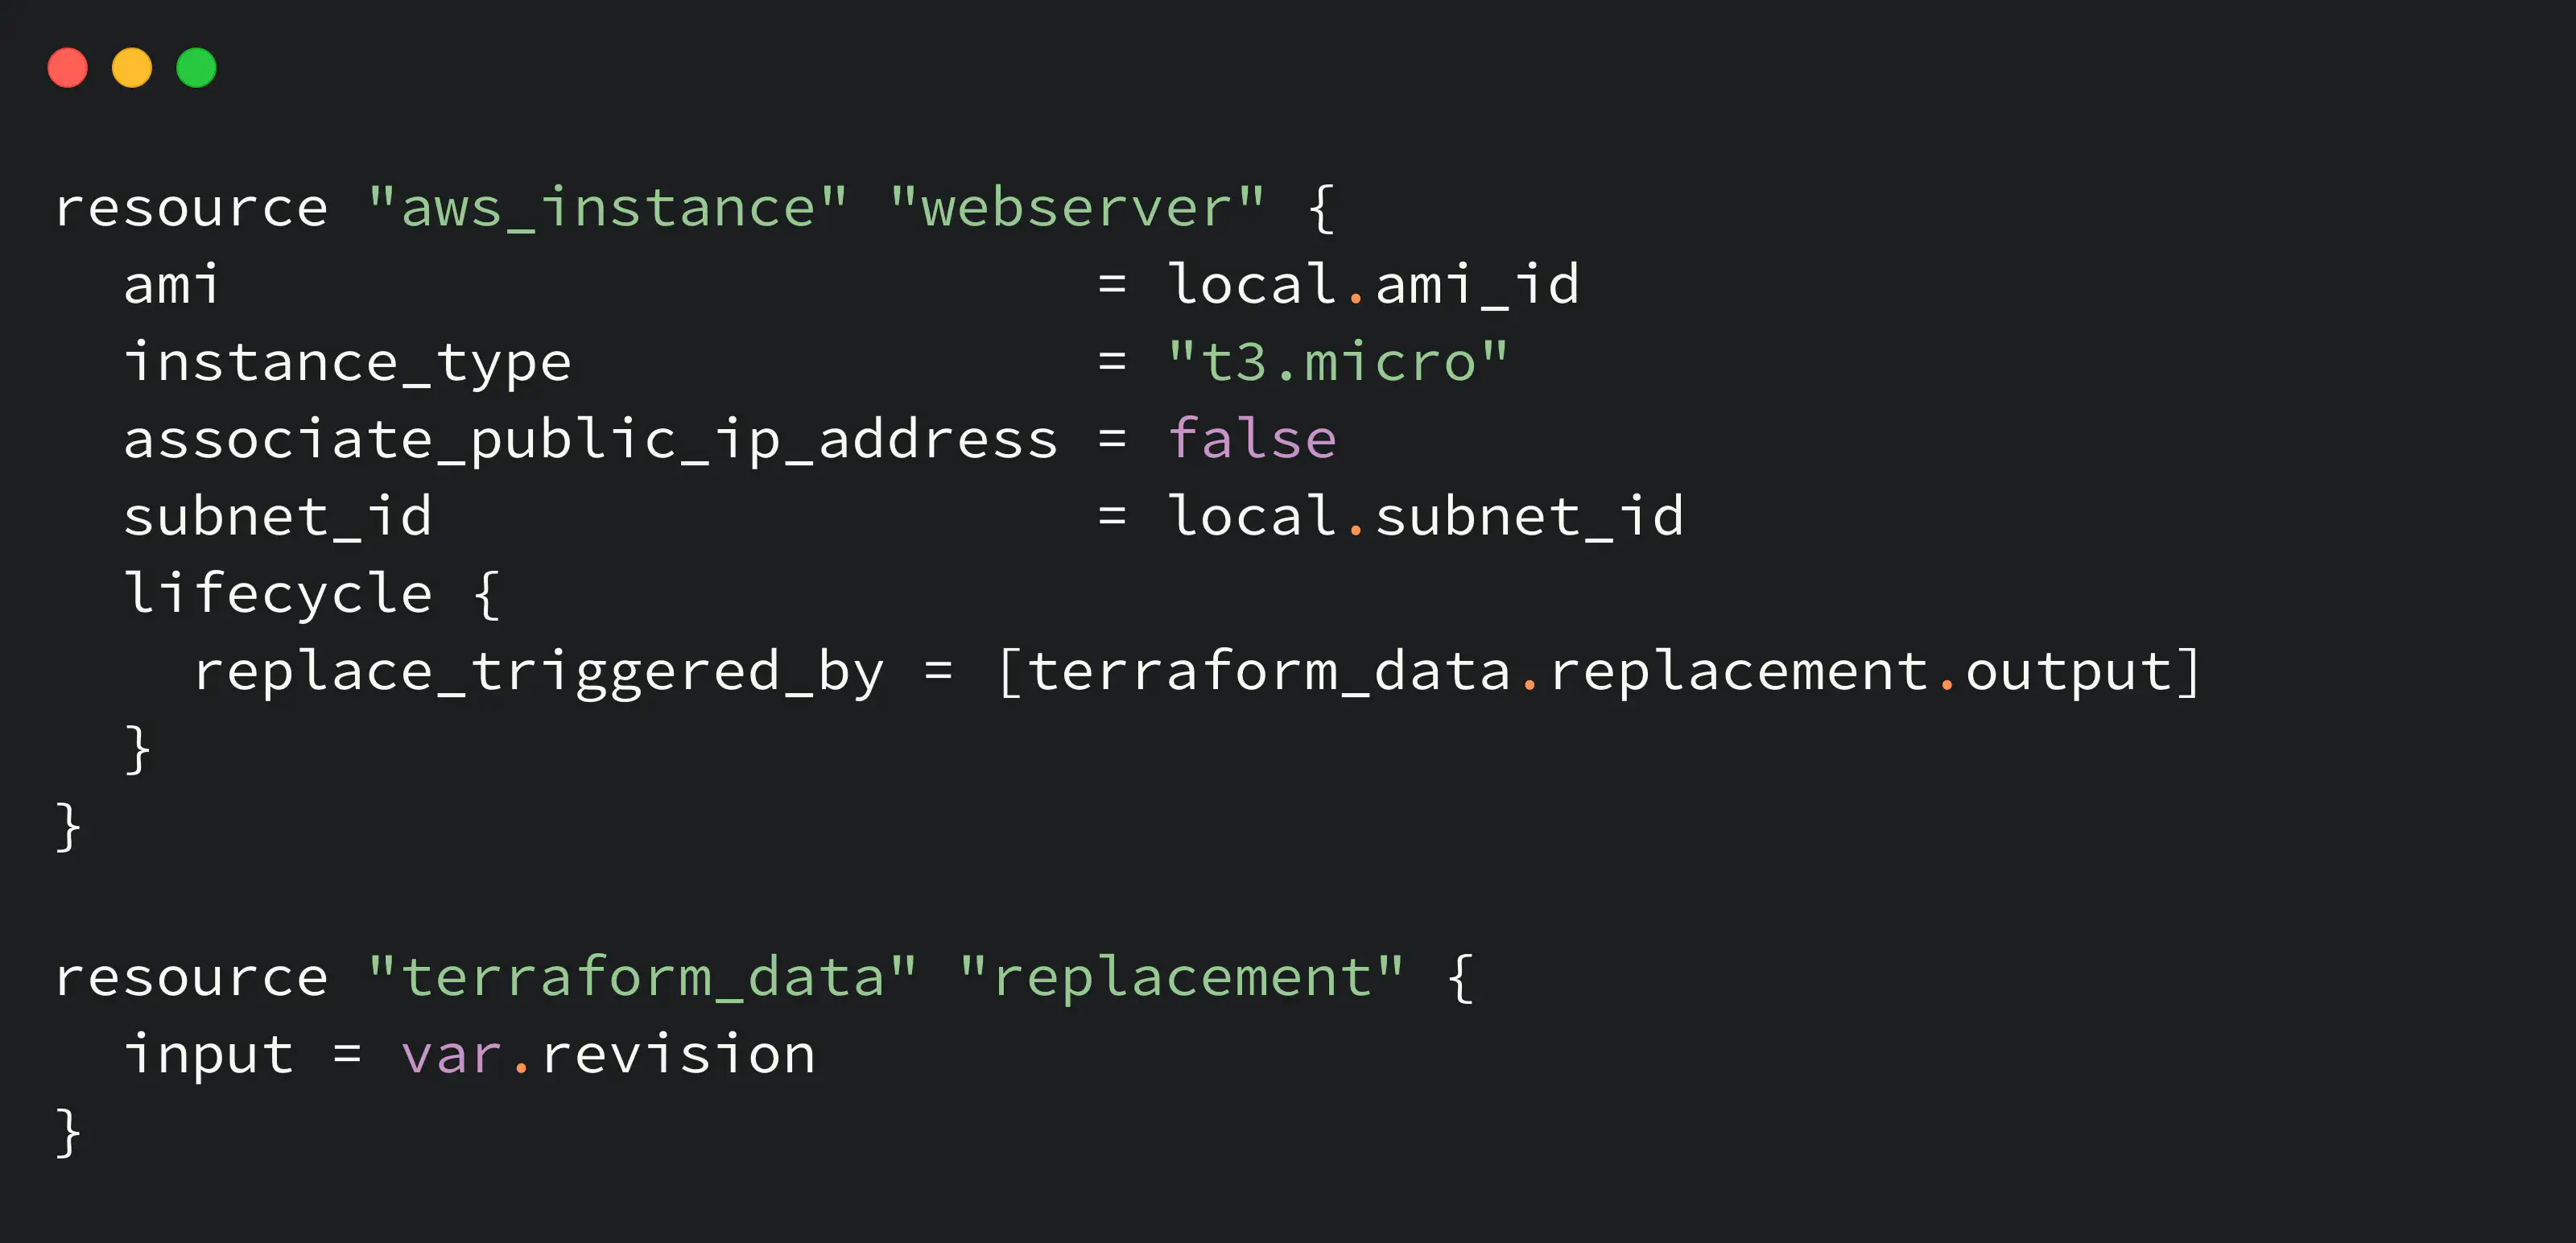 resource "aws_instance" "webserver" {
  ami                         = local.ami_id
  instance_type               = "t3.micro"
  associate_public_ip_address = false
  subnet_id                   = local.subnet_id
  lifecycle {
    replace_triggered_by = [terraform_data.replacement.output]
  }
}

resource "terraform_data" "replacement" {
  input = var.revision
}